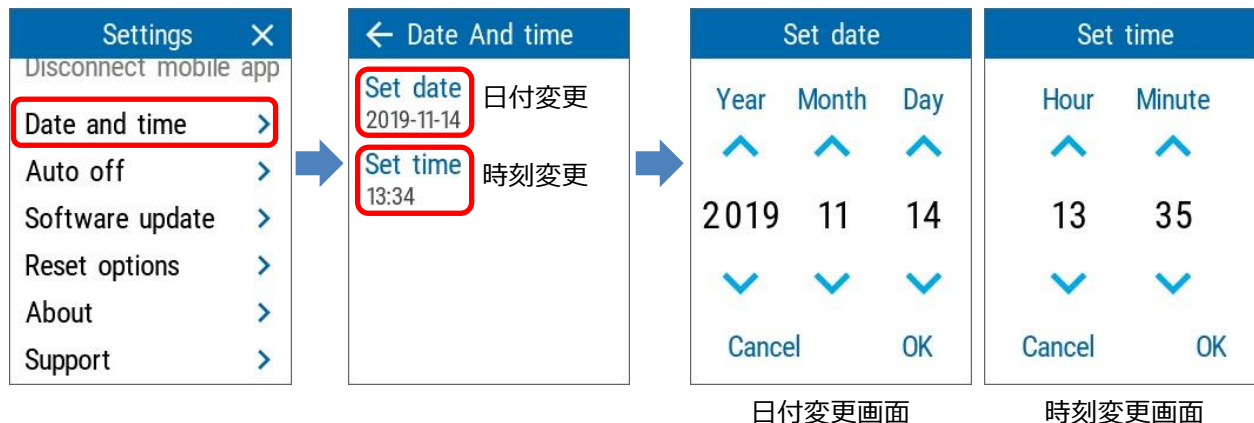 Settings
Disconnect mobile app
Date and time
Auto off
Software update
Reset options
About
Support
Date And time
Set date
2019-11-14
日付変更
Set time
13:34
時刻変更
Set date
Year Month Day
2019 11 14
Cancel OK
日付変更画面
Set time
Hour Minute
13 35
Cancel OK
時刻変更画面